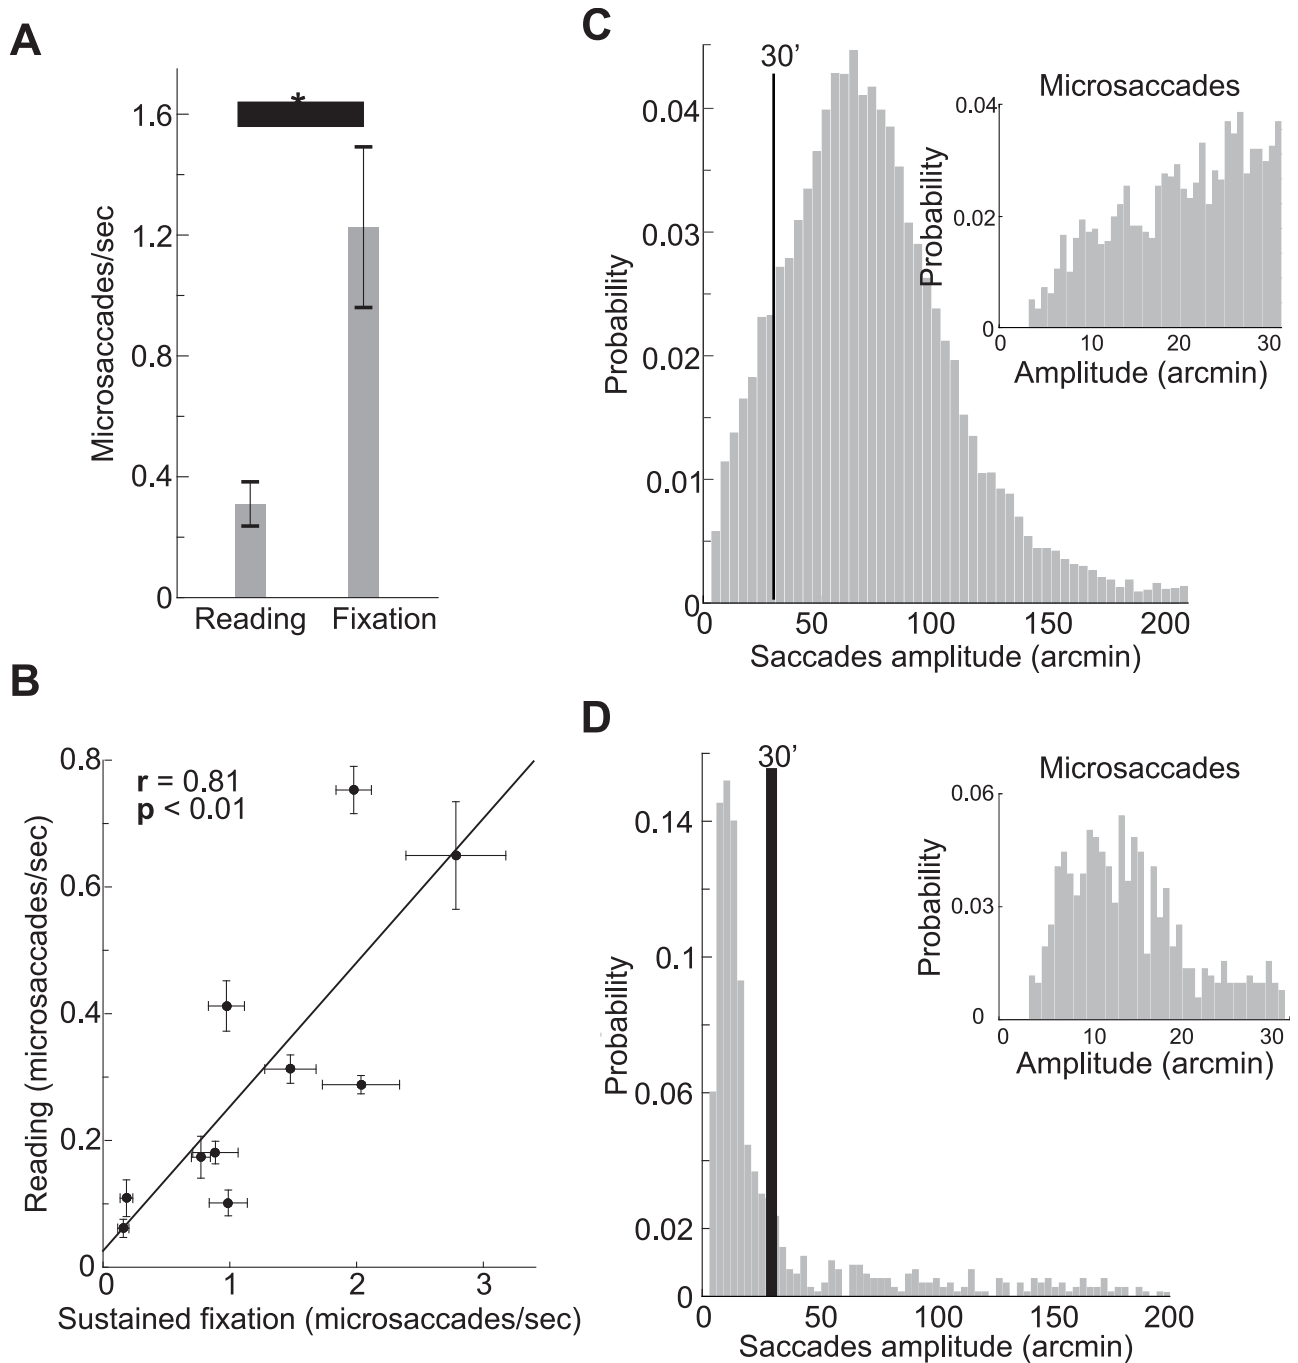 A
*
1.6
1.2
0.8
0.4
0
Microsaccades/sec
Reading Fixation
B
r = 0.81
p < 0.01
0.8
0.6
0.4
0.2
0
Reading (microsaccades/sec)
0 1 2 3
Sustained fixation (microsaccades/sec)
C
30’
0.04
0.03
0.02
0.01
0
Probability
0 50 100 150 200
Saccades amplitude (arcmin)
Microsaccades
0.04
0.02
0
Probability
10 20 30
Amplitude (arcmin)
D
30’
0.14
0.1
0.06
0.02
0
Probability
0 50 100 150 200
Saccades amplitude (arcmin)
Microsaccades
0.06
0.03
0
Probability
0 10 20 30
Amplitude (arcmin)